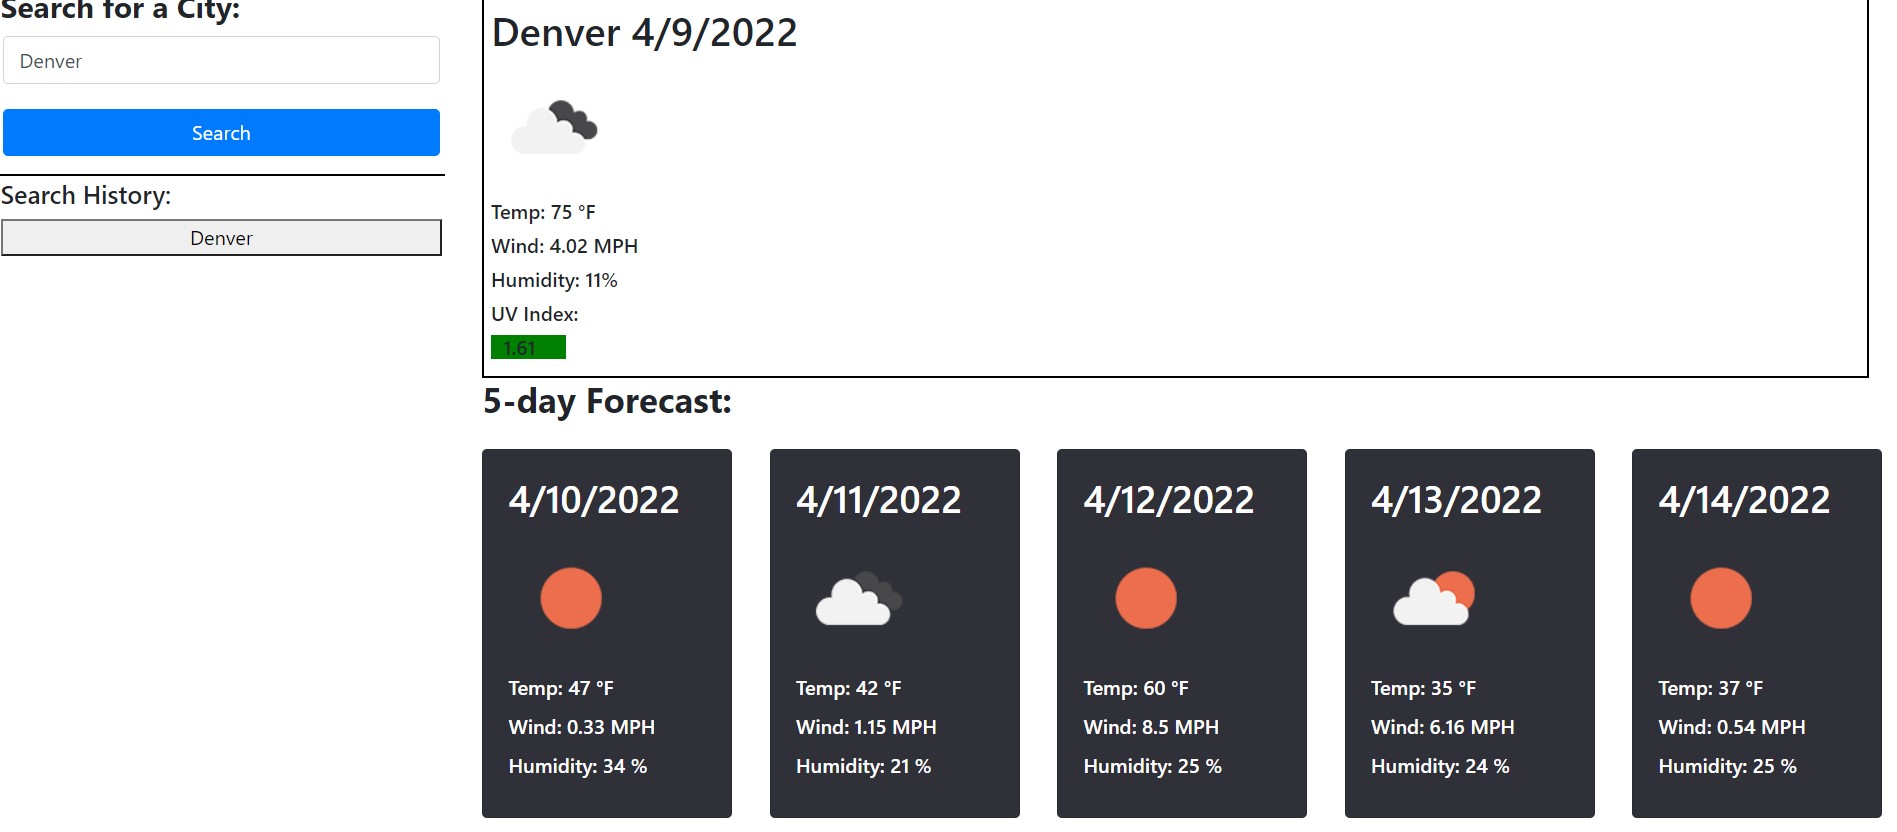 Search for a City:
Denver
Search
Search History:
Denver
Denver 4/9/2022
Temp: 75 °F
Wind: 4.02 MPH
Humidity: 11%
UV Index:
1.61
5-day Forecast:
4/10/2022
Temp: 47 °F
Wind: 0.33 MPH
Humidity: 34 %
4/11/2022
Temp: 42 °F
Wind: 1.15 MPH
Humidity: 21 %
4/12/2022
Temp: 60 °F
Wind: 8.5 MPH
Humidity: 25 %
4/13/2022
Temp: 35 °F
Wind: 6.16 MPH
Humidity: 24 %
4/14/2022
Temp: 37 °F
Wind: 0.54 MPH
Humidity: 25 %